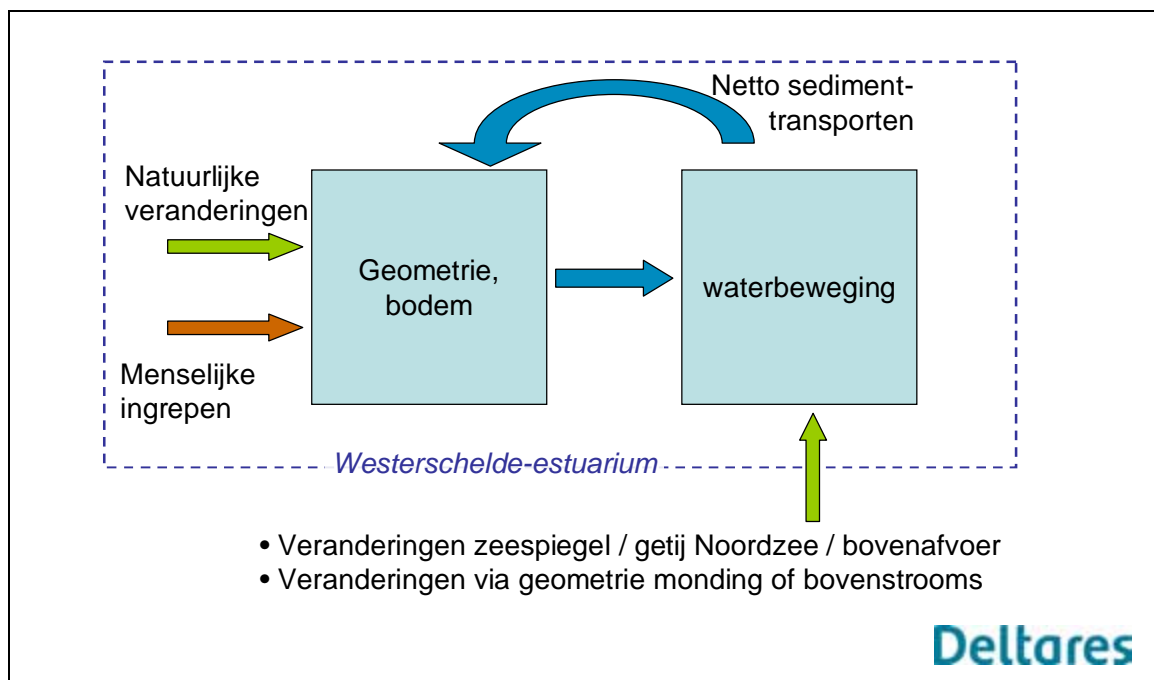 Netto sediment-
transporten
Natuurlijke
veranderingen
Geometrie,
bodem
waterbeweging
Menselijke
ingrepen
Westerschelde-estuarium
• Veranderingen zeespiegel / getij Noordzee / bovenafvoer
• Veranderingen via geometrie monding of bovenstrooms
Deltares